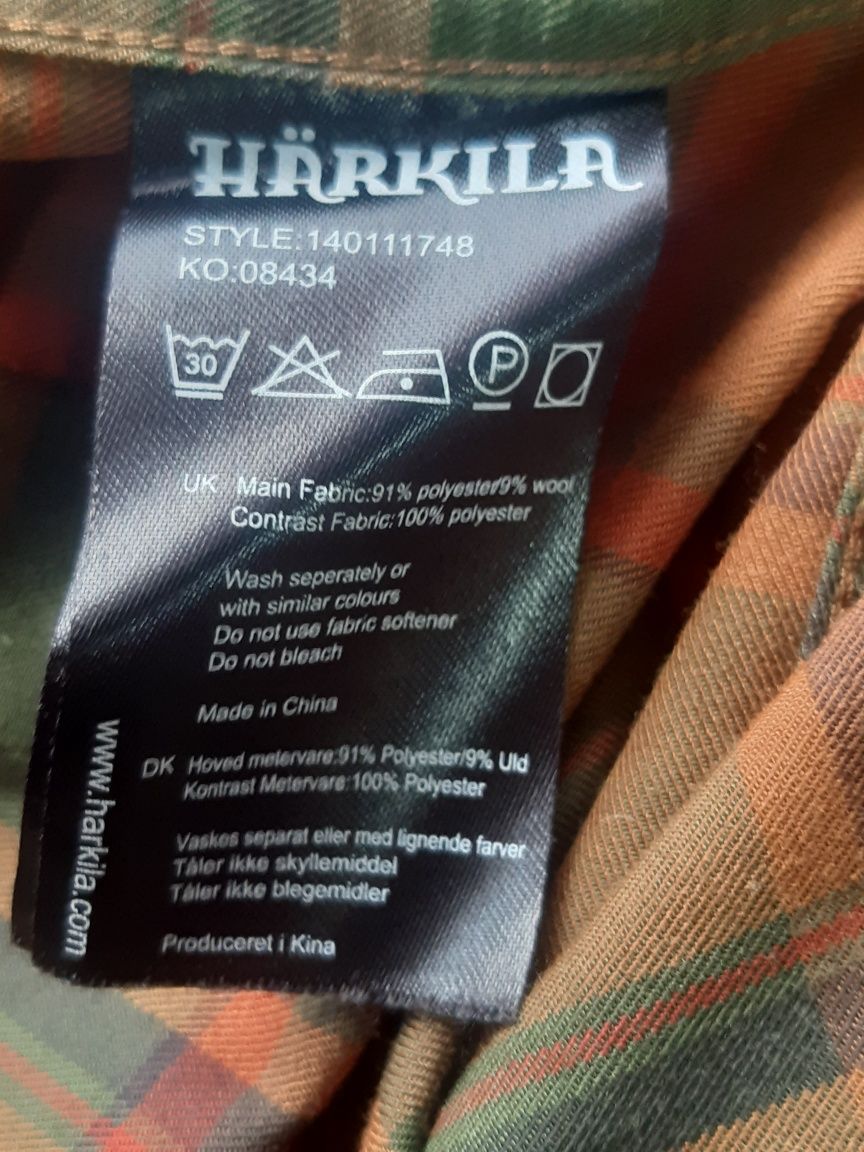 HÄRKILA
STYLE:140111748
KO:08434
30
P
UK Main Fabric:91% polyester9% wool
Contrast Fabric:100% polyester
Wash seperately or
with similar colours
Do not use fabric softener
Do not bleach
Made in China
DK Hoved metervare:91% Polyester/9% Uld
Kontrast Metervare:100% Polyester
Vaskes separat eller med lignende farver
Tåler ikke skyllemiddel
Tåler ikke blegemidler
Produceret i Kina
www.harkila.com